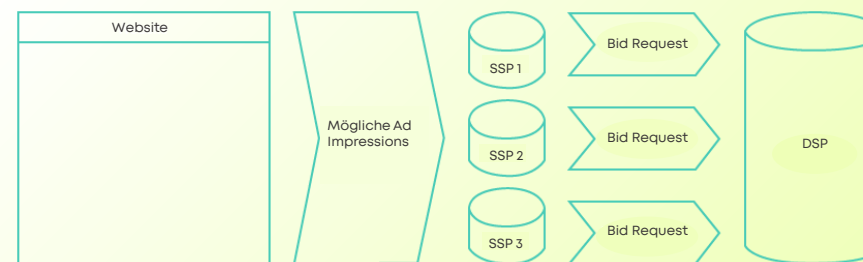 Website
Mögliche Ad
Impressions
SSP 1
Bid Request
SSP 2
Bid Request
SSP 3
Bid Request
DSP